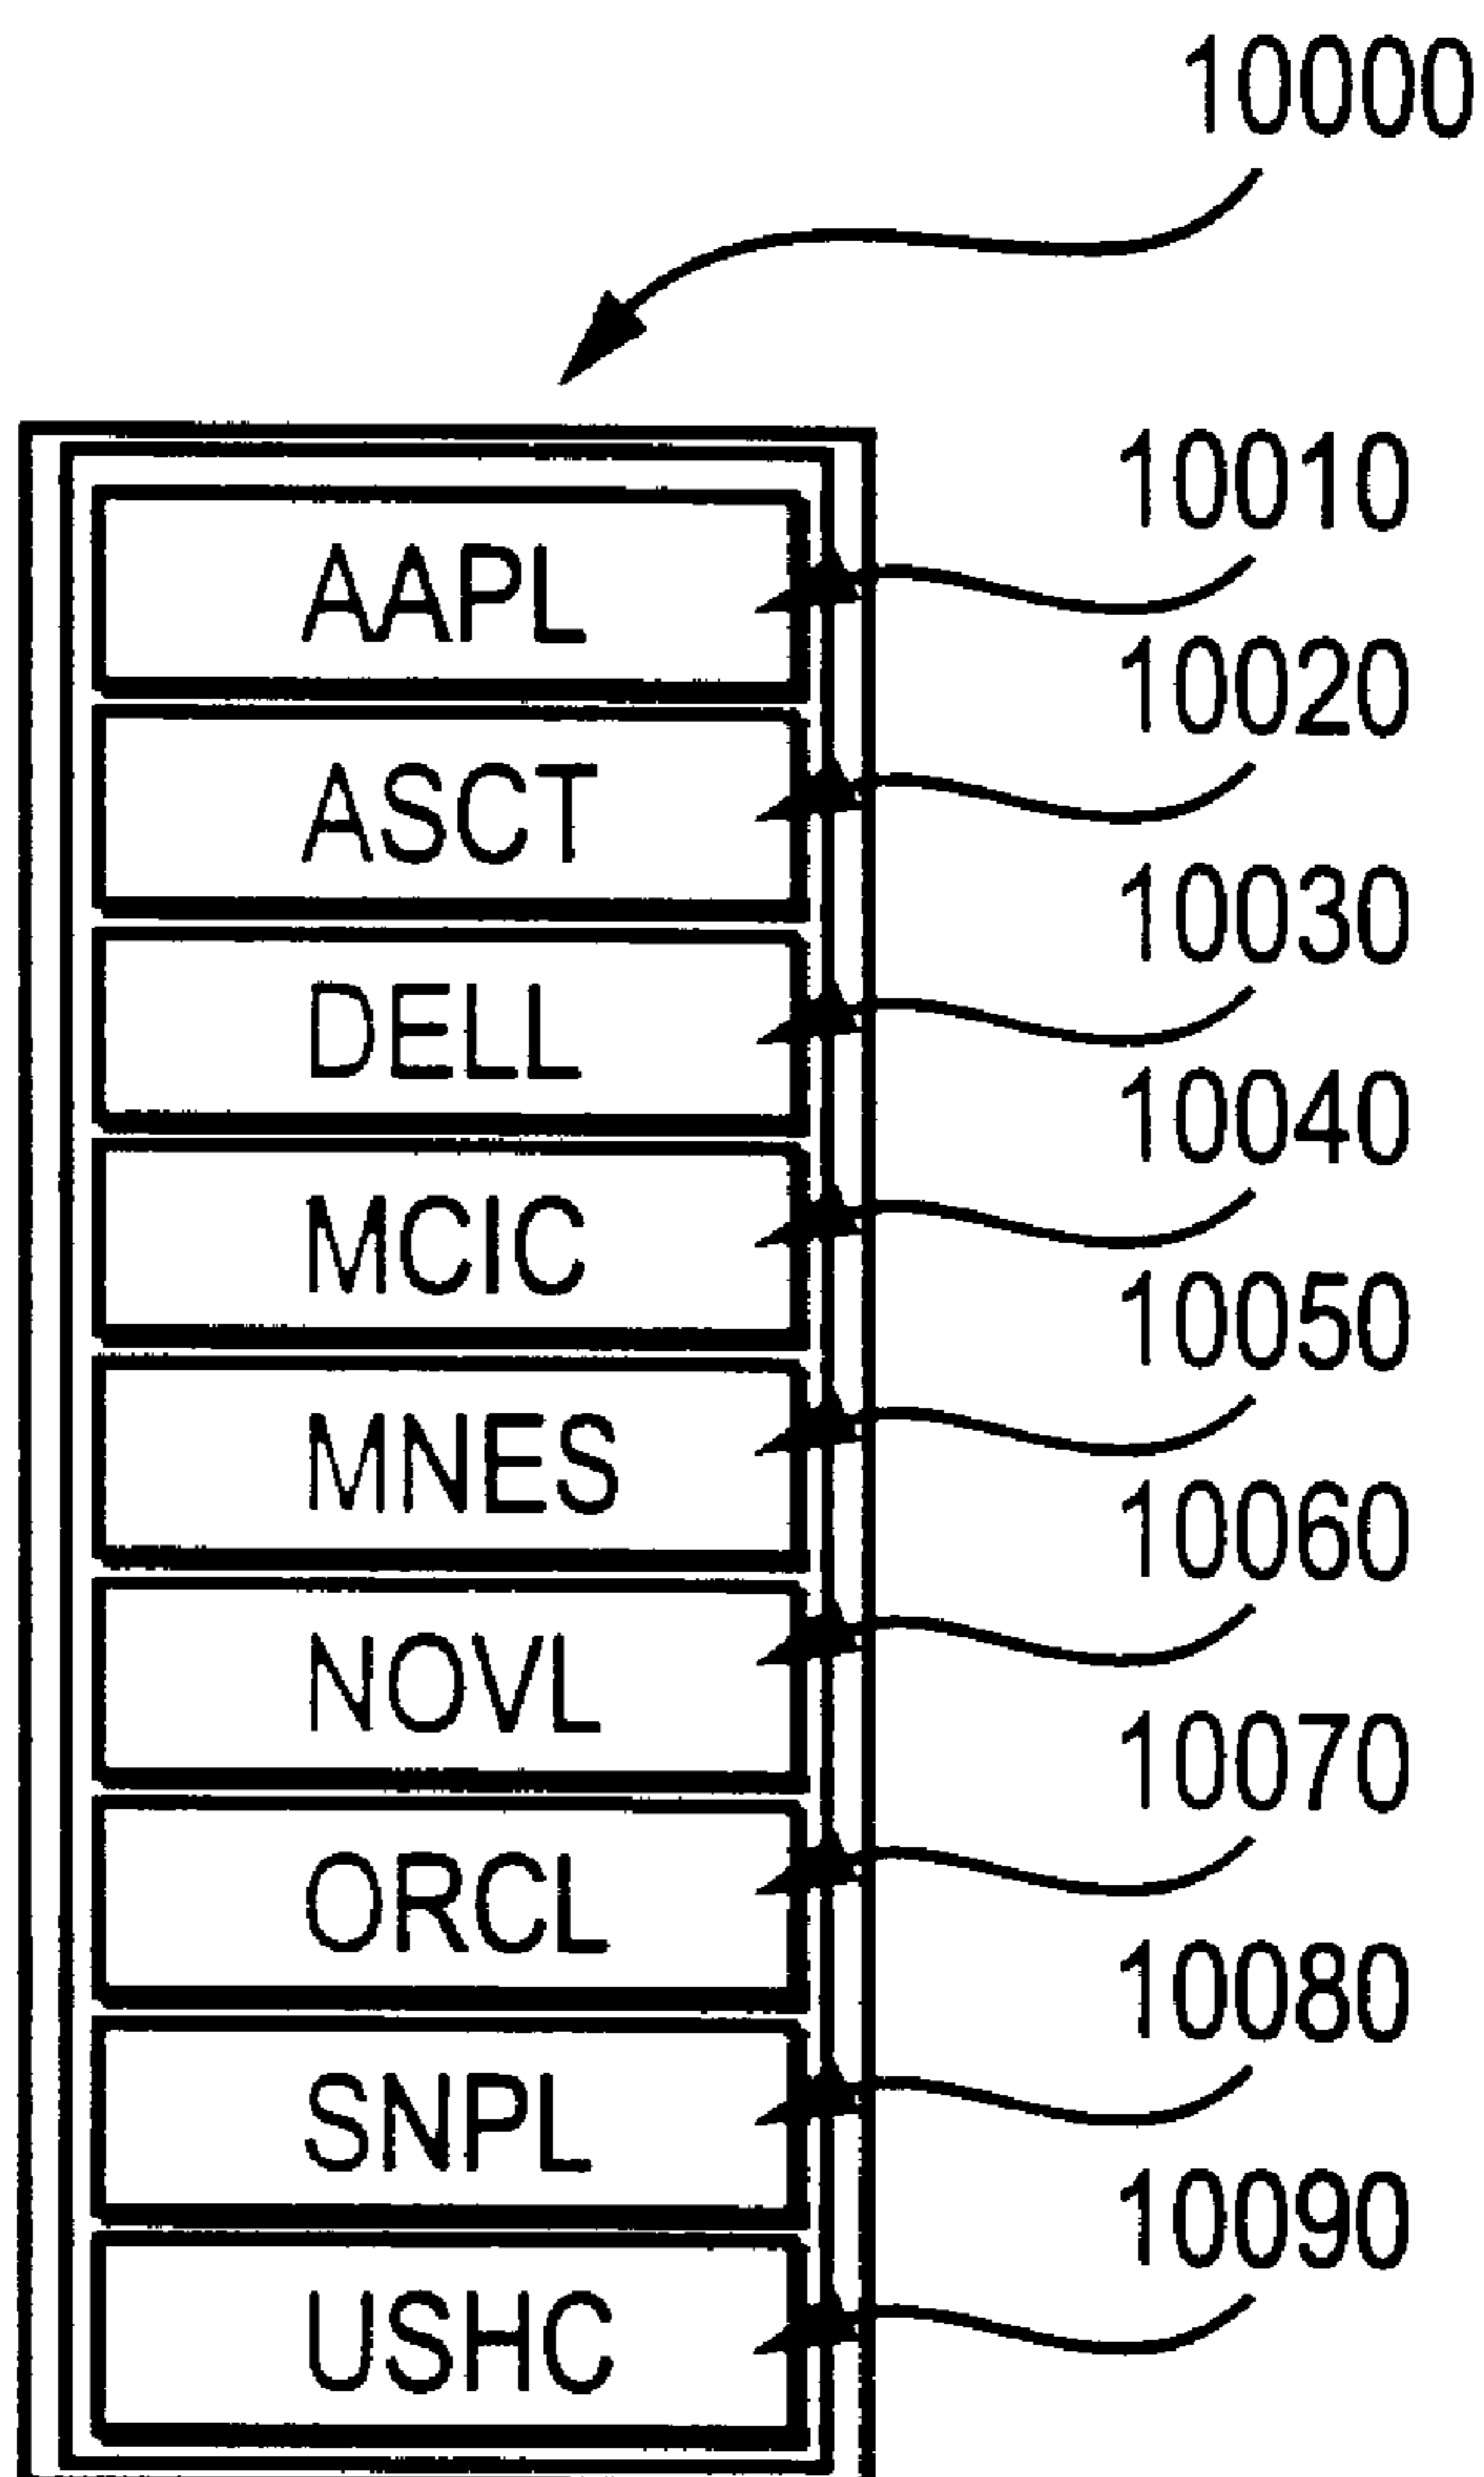 10000
AAPL 10010
ASCT 10020
DELL 10030
MCIC 10040
MNES 10050
NOVL 10060
ORCL 10070
SNPL 10080
USHC 10090